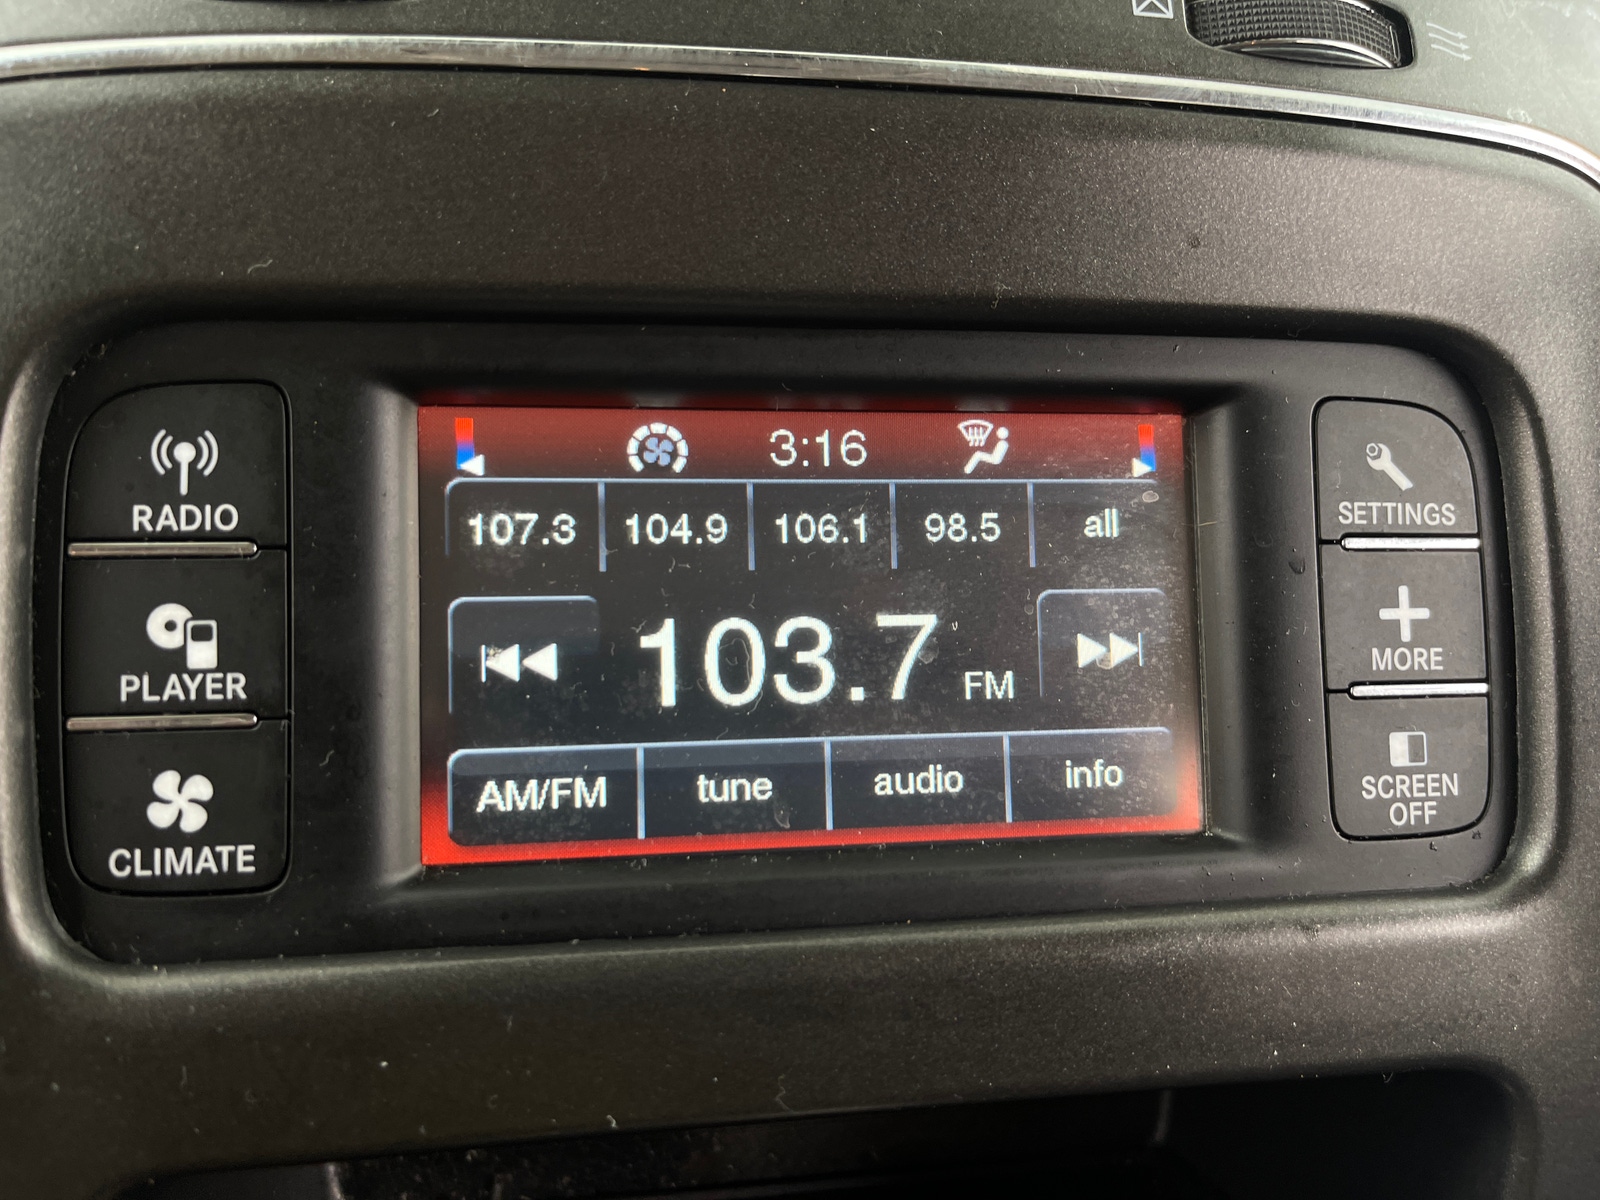 3:16
107.3 104.9 106.1 98.5 all
103.7 FM
AM/FM tune audio info
RADIO
PLAYER
CLIMATE
SETTINGS
MORE
SCREEN
OFF